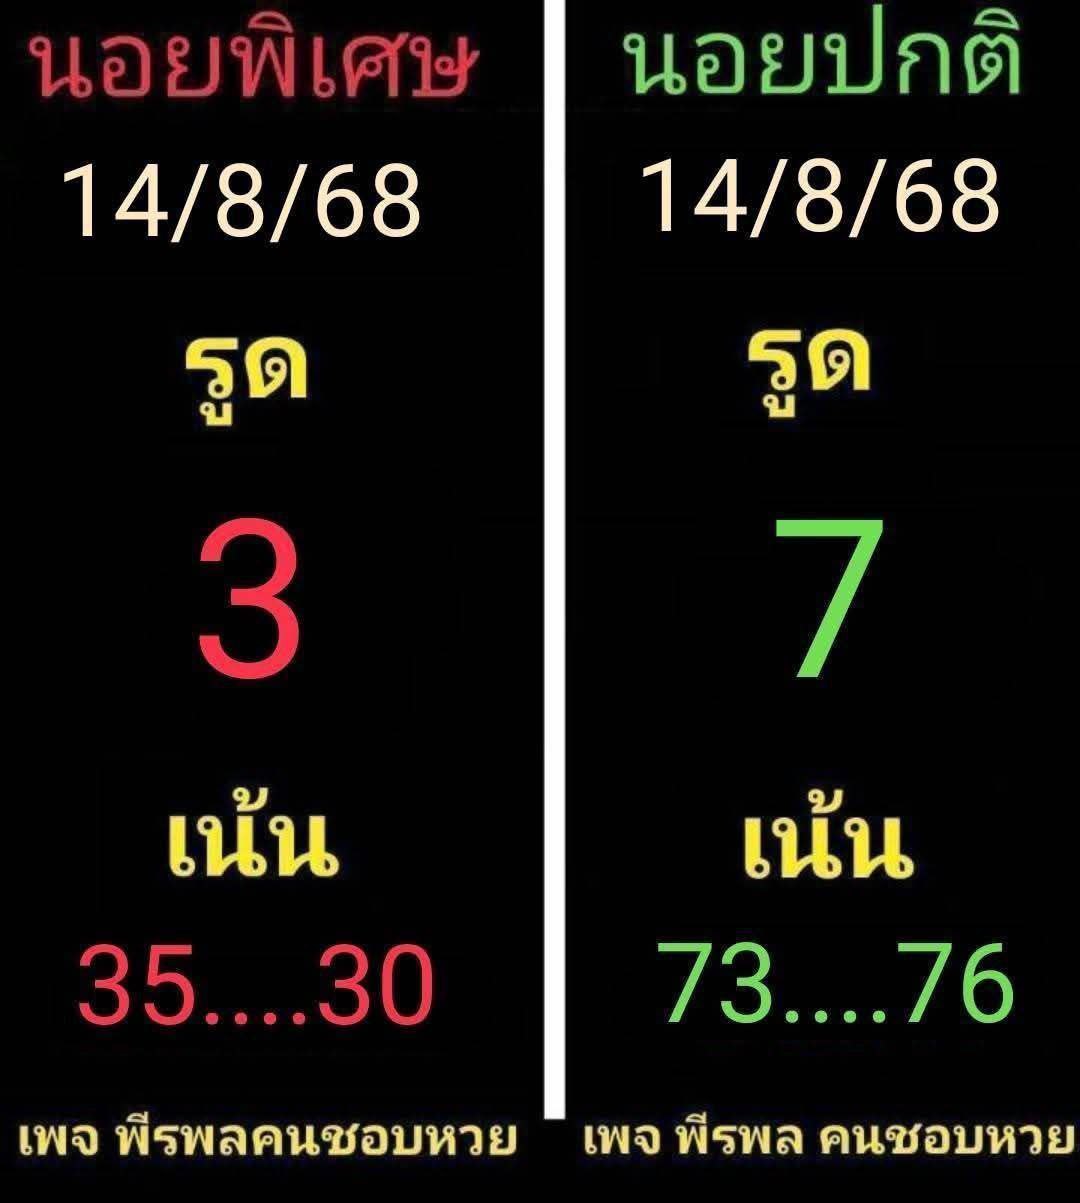 นอยพิเศษ
14/8/68
รูด
3
เน้น
35....30
เพจ พีรพลคนชอบหวย
นอยปกติ
14/8/68
รูด
7
เน้น
73....76
เพจ พีรพล คนชอบหวย